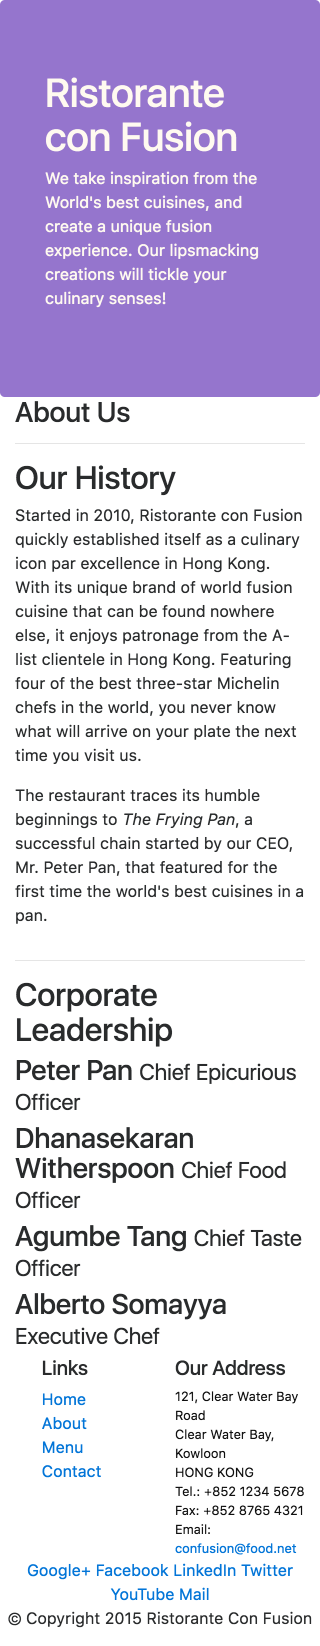 Ristorante
con Fusion
We take inspiration from the
World's best cuisines, and
create a unique fusion
experience. Our lipsmacking
creations will tickle your
culinary senses!
About Us
Our History
Started in 2010, Ristorante con Fusion
quickly established itself as a culinary
icon par excellence in Hong Kong.
With its unique brand of world fusion
cuisine that can be found nowhere
else, it enjoys patronage from the A-
list clientele in Hong Kong. Featuring
four of the best three-star Michelin
chefs in the world, you never know
what will arrive on your plate the next
time you visit us.
The restaurant traces its humble
beginnings to The Frying Pan, a
successful chain started by our CEO,
Mr. Peter Pan, that featured for the
first time the world's best cuisines in a
pan.
Corporate
Leadership
Peter Pan Chief Epicurious
Officer
Dhanasekaran
Witherspoon Chief Food
Officer
Agumbe Tang Chief Taste
Officer
Alberto Somayya
Executive Chef
Links
Home
About
Menu
Contact
Our Address
121, Clear Water Bay
Road
Clear Water Bay,
Kowloon
HONG KONG
Tel.: +852 1234 5678
Fax: +852 8765 4321
Email:
confusion@food.net
Google+ Facebook LinkedIn Twitter
YouTube Mail
© Copyright 2015 Ristorante Con Fusion